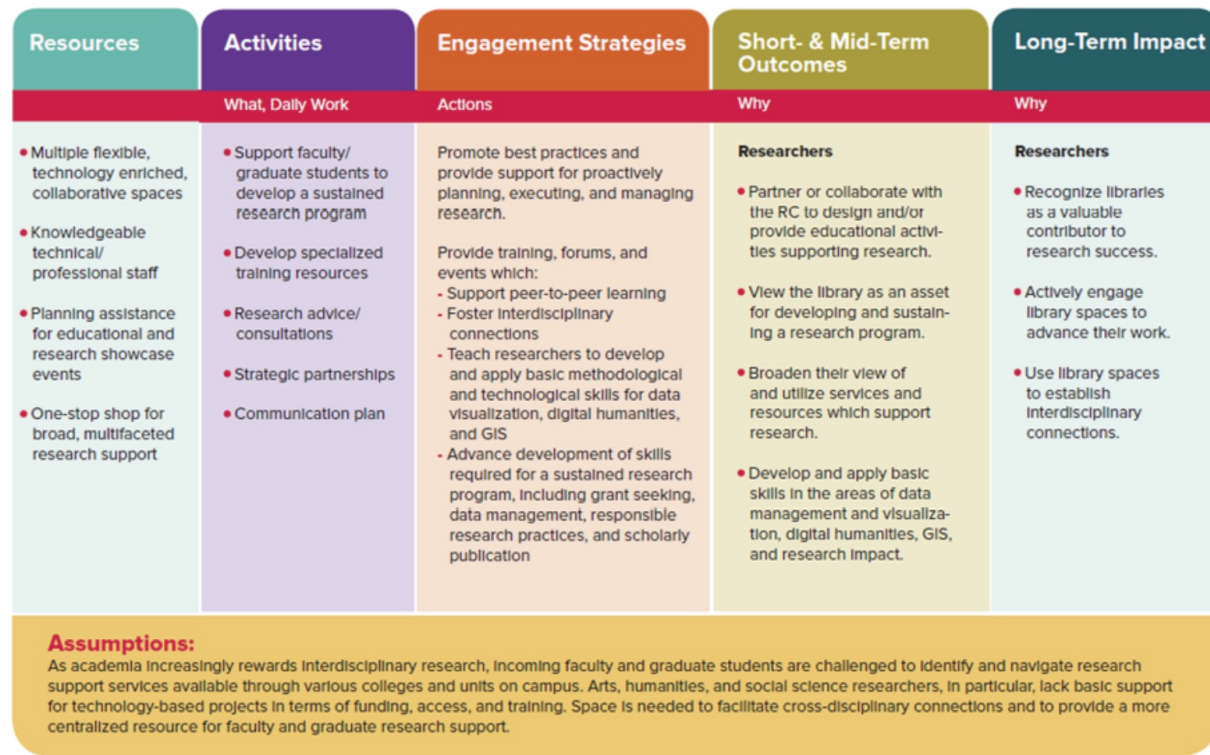 Resources
Activities
Engagement Strategies
Short- & Mid-Term
Outcomes
Long-Term Impact
What, Daily Work
Actions
Why
Why
• Multiple flexible,
technology enriched,
collaborative spaces
• Knowledgeable
technical/
professional staff
• Planning assistance
for educational and
research showcase
events
• One-stop shop for
broad, multifaceted
research support
• Support faculty/
graduate students to
develop a sustained
research program
• Develop specialized
training resources
• Research advice/
consultations
• Strategic partnerships
• Communication plan
Promote best practices and
provide support for proactively
planning, executing, and managing
research.
Provide training, forums, and
events which:
- Support peer-to-peer learning
- Foster interdisciplinary
connections
- Teach researchers to develop
and apply basic methodological
and technological skills for data
visualization, digital humanities,
and GIS
- Advance development of skills
required for a sustained research
program, including grant seeking,
data management, responsible
research practices, and scholarly
publication
Researchers
• Partner or collaborate with
the RC to design and/or
provide educational activi-
ties supporting research.
• View the library as an asset
for developing and sustain-
ing a research program.
• Broaden their view of
and utilize services and
resources which support
research.
• Develop and apply basic
skills in the areas of data
management and visualiza-
tion, digital humanities, GIS,
and research impact.
Researchers
• Recognize libraries
as a valuable
contributor to
research success.
• Actively engage
library spaces to
advance their work.
• Use library spaces
to establish
interdisciplinary
connections.
Assumptions:
As academia increasingly rewards interdisciplinary research, incoming faculty and graduate students are challenged to identify and navigate research
support services available through various colleges and units on campus. Arts, humanities, and social science researchers, in particular, lack basic support
for technology-based projects in terms of funding, access, and training. Space is needed to facilitate cross-disciplinary connections and to provide a more
centralized resource for faculty and graduate research support.